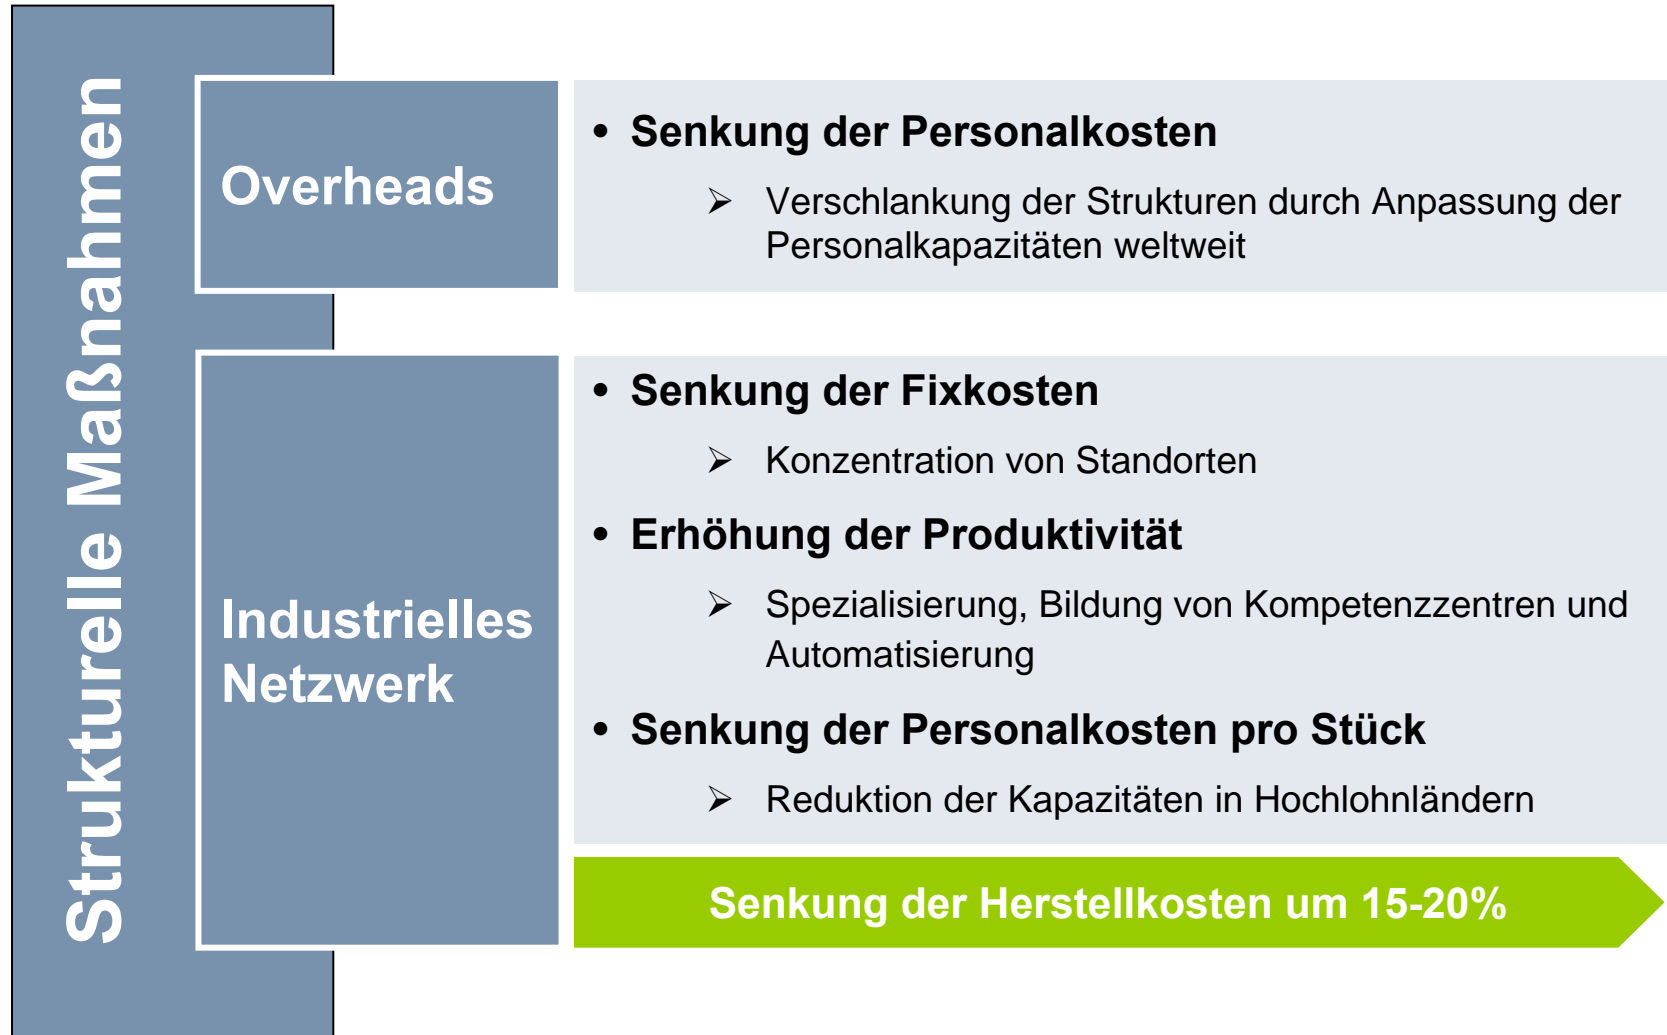 Strukturelle Maßnahmen
Overheads
• Senkung der Personalkosten
➢ Verschlankung der Strukturen durch Anpassung der
Personalkapazitäten weltweit
Industrielles
Netzwerk
• Senkung der Fixkosten
➢ Konzentration von Standorten
• Erhöhung der Produktivität
➢ Spezialisierung, Bildung von Kompetenzzentren und
Automatisierung
• Senkung der Personalkosten pro Stück
➢ Reduktion der Kapazitäten in Hochlohnländern
Senkung der Herstellkosten um 15-20%